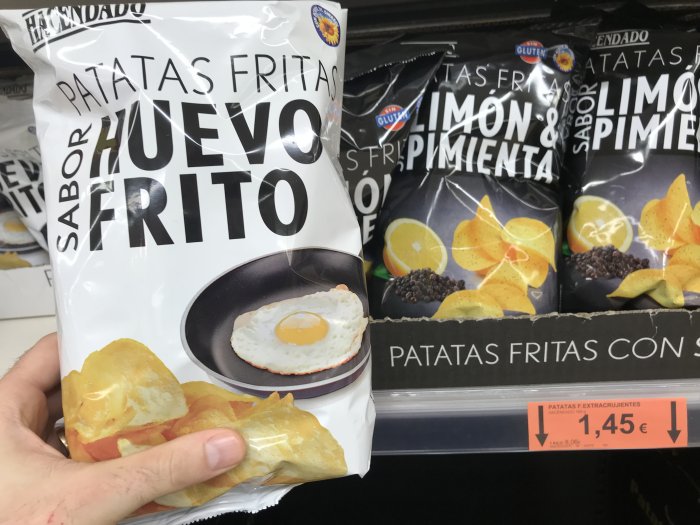 HACENDADO
PATATAS FRITAS
SABOR
HUEVO
FRITO
SIN
GLUTEN
LIMÓN &
PIMIENTA
HACENDADO
PATATAS FRITAS
SABOR
LIMÓN
PIMIENTA
PATATAS FRITAS CON S
PATATAS F.EXTRACRUJIENTES
1,45 €